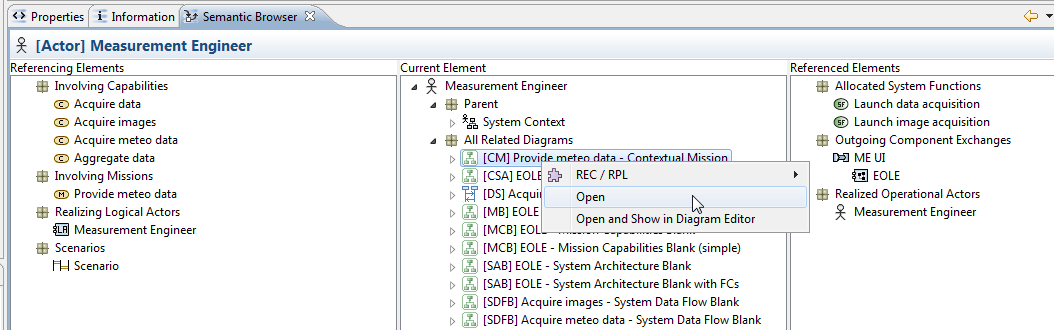 Properties Information Semantic Browser
[Actor] Measurement Engineer
Referencing Elements
Involving Capabilities
Acquire data
Acquire images
Acquire meteo data
Aggregate data
Involving Missions
Provide meteo data
Realizing Logical Actors
Measurement Engineer
Scenarios
Scenario
Current Element
Measurement Engineer
Parent
System Context
All Related Diagrams
[CM] Provide meteo data - Contextual Mission
[CSA] EOLE
[DS] Acqui
[MB] EOLE
[MCB] EOLE - Mission Capabilities Blank
[MCB] EOLE - Mission Capabilities Blank (simple)
[SAB] EOLE - System Architecture Blank
[SAB] EOLE - System Architecture Blank with FCs
[SDFB] Acquire images - System Data Flow Blank
[SDFB] Acquire meteo data - System Data Flow Blank
REC / RPL
Open
Open and Show in Diagram Editor
Referenced Elements
Allocated System Functions
SF Launch data acquisition
SF Launch image acquisition
Outgoing Component Exchanges
ME UI
EOLE
Realized Operational Actors
Measurement Engineer